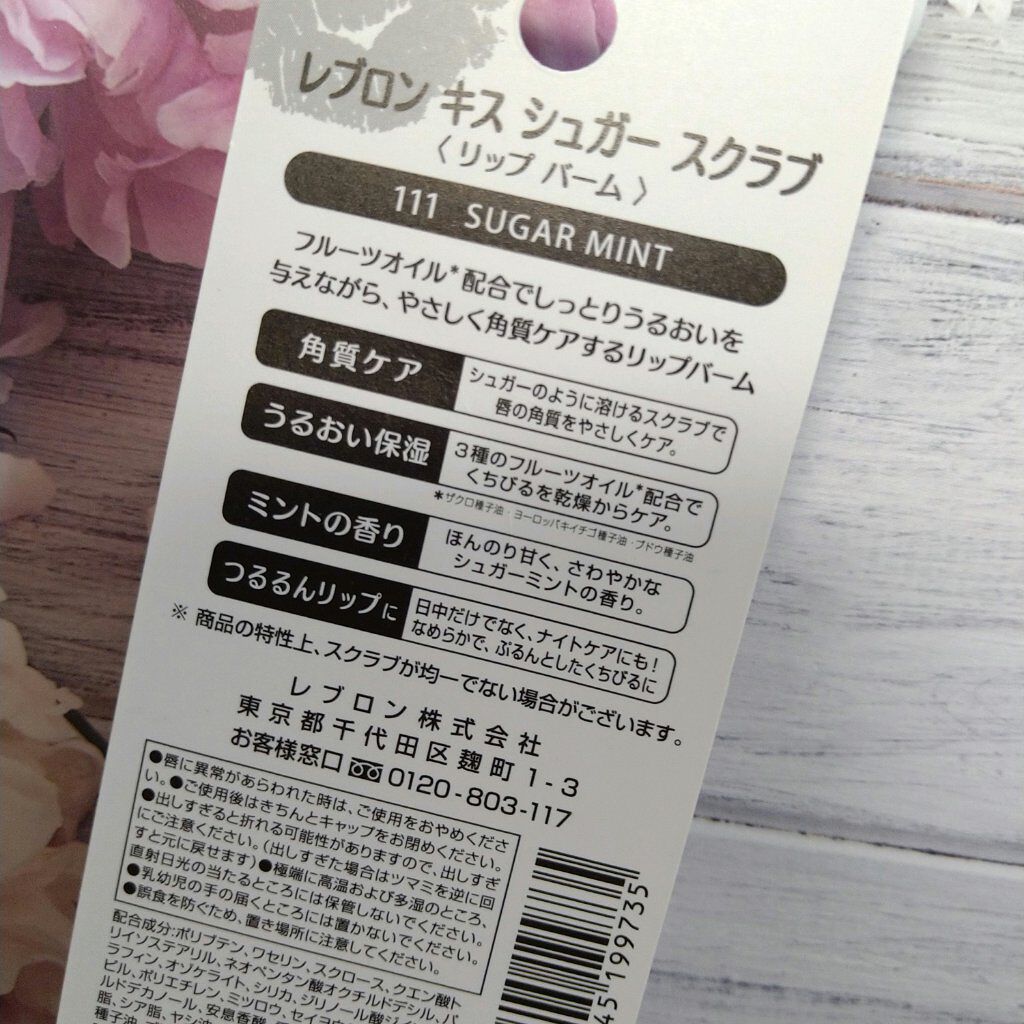 レブロン キス シュガー スクラブ
〈 リップ バーム 〉
111 SUGAR MINT
フルーツオイル*配合でしっとりうるおいを
与えながら、やさしく角質ケアするリップバーム
角質ケア
シュガーのように溶けるスクラブで
唇の角質をやさしくケア。
うるおい保湿
3種のフルーツオイル*配合で
くちびるを乾燥からケア。
*ザクロ種子油・ヨーロッパキイチゴ種子油・ブドウ種子油
ミントの香り
ほんのり甘く、さわやかな
シュガーミントの香り。
つるるんリップに
日中だけでなく、ナイトケアにも!
なめらかで、ぷるんとしたくちびるに
※ 商品の特性上、スクラブが均一でない場合がございます。
レブロン株式会社
東京都千代田区麹町 1-3
お客様窓口 0120-803-117
●唇に異常があらわれた時は、ご使用をおやめくださ
い。●ご使用後はきちんとキャップをお閉めください。
●出しすぎると折れる可能性がありますので、出しすぎ
にご注意ください。(出しすぎた場合はツマミを逆に回
すと元に戻せます)●極端に高温および多湿のところ、
直射日光の当たるところには保管しないでください。
●乳幼児の手の届くところには置かないでください。
●誤食を防ぐため、置き場所に注意してください。
配合成分:ポリブテン、ワセリン、スクロース、クエン酸ト
リイソステアリル、ネオペンタン酸オクチルドデシル、パ
ラフィン、オゾケライト、シリカ、ジリノール酸ジイ
ピル、ポリエチレン、ミツロウ、セイヨウ
ルドデカノール、安息香酸
脂、シア脂、ヤシ油
種子油
45 199735